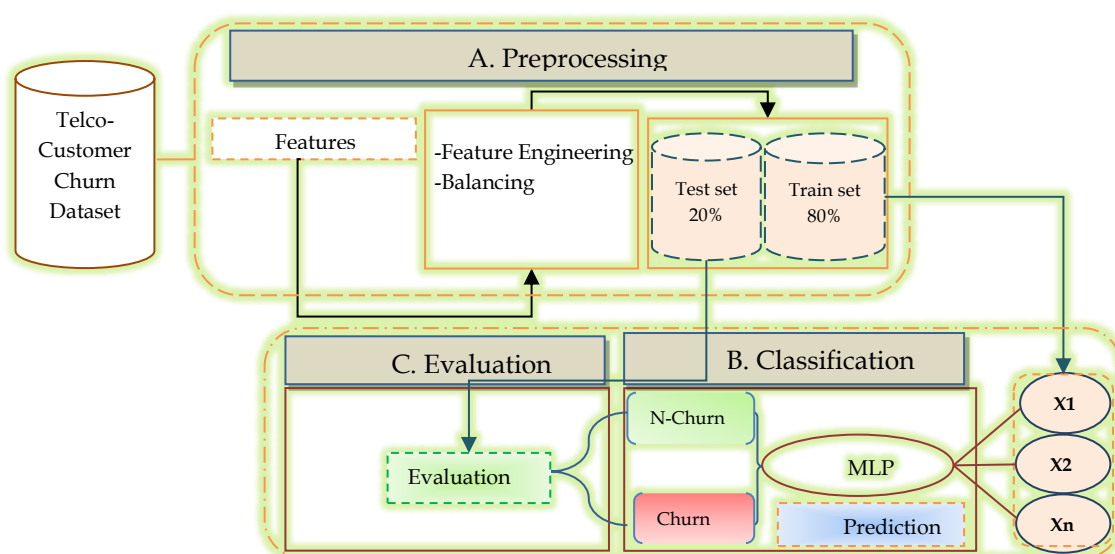 A. Preprocessing
Telco-
Customer
Churn
Dataset
Features
-Feature Engineering
-Balancing
Test set
20%
Train set
80%
C. Evaluation
B. Classification
Evaluation
N-Churn
Churn
MLP
Prediction
X1
X2
Xn